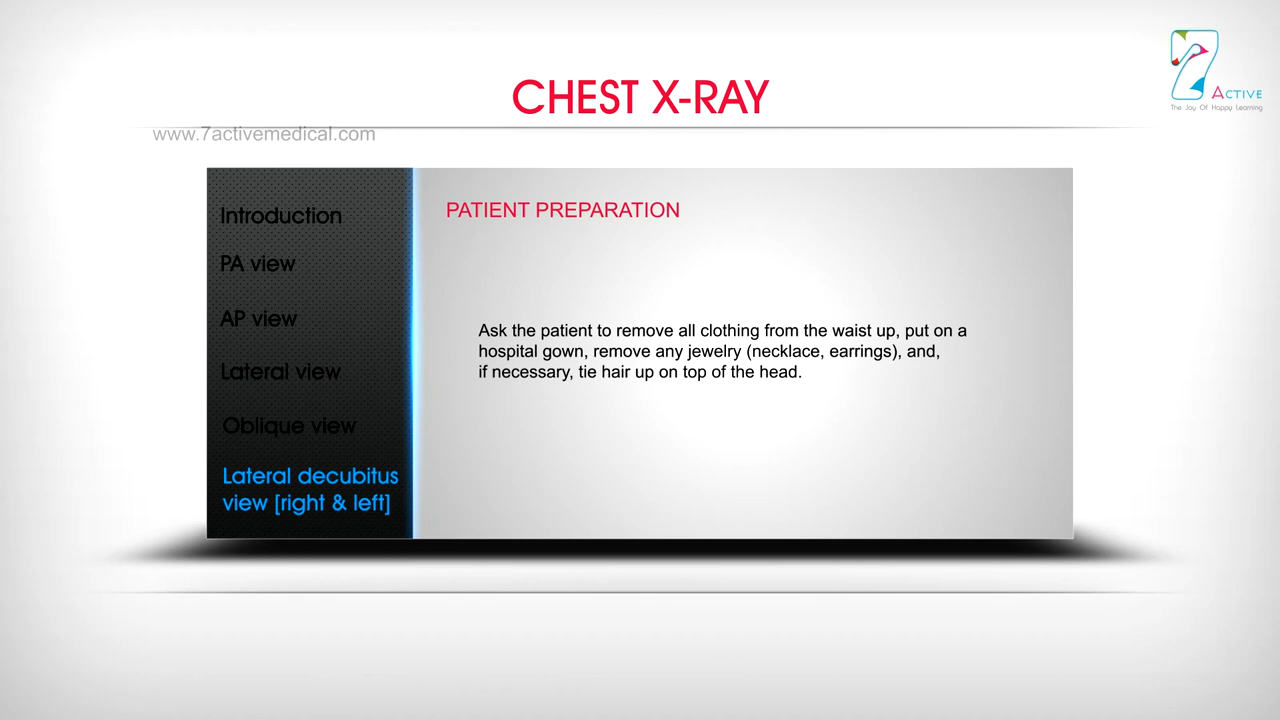 CHEST X-RAY
7 ACTIVE
The Joy Of Happy Learning
www.7activemedical.com
Introduction
PA view
AP view
Lateral view
Oblique view
Lateral decubitus
view [right & left]
PATIENT PREPARATION
Ask the patient to remove all clothing from the waist up, put on a
hospital gown, remove any jewelry (necklace, earrings), and,
if necessary, tie hair up on top of the head.